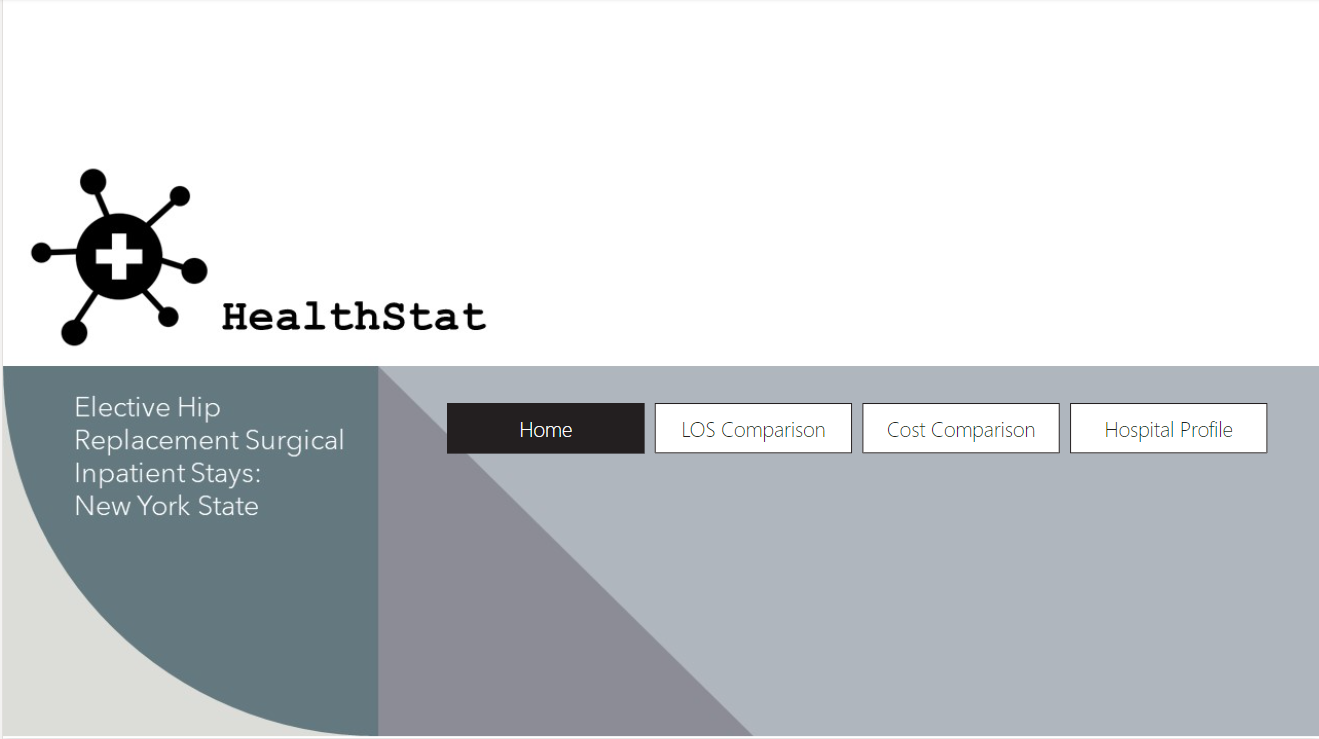 HealthStat
Elective Hip
Replacement Surgical
Inpatient Stays:
New York State
Home
LOS Comparison
Cost Comparison
Hospital Profile